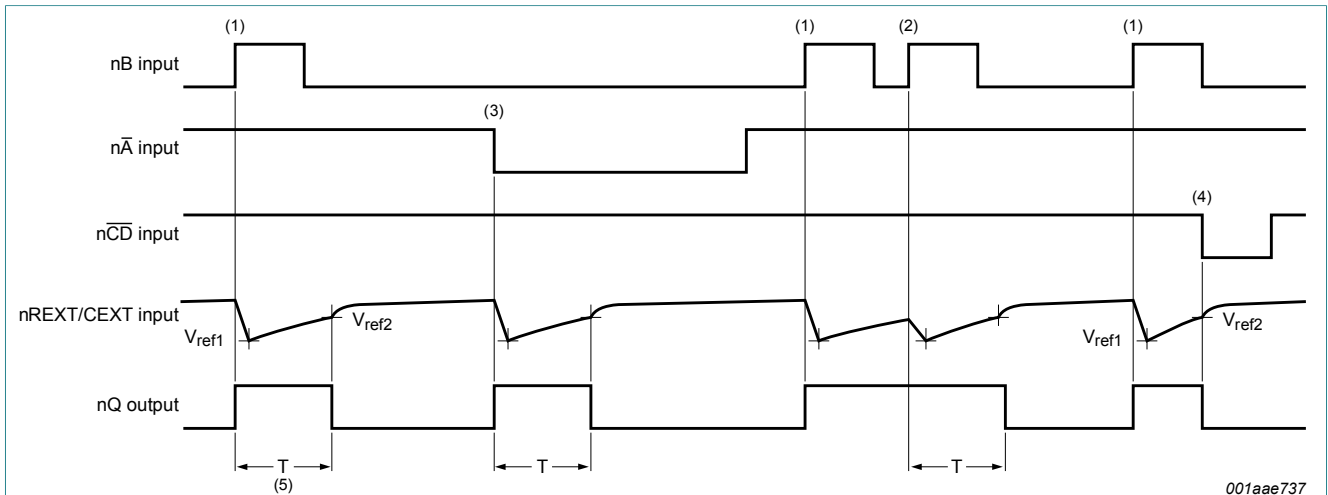 (1) (1) (2) (1)
nB input
(3)
nA̅ input
(4)
nC̅D̅ input
nREXT/CEXT input
Vref1 Vref2 Vref1 Vref2
nQ output
T T T
(5)
001aae737